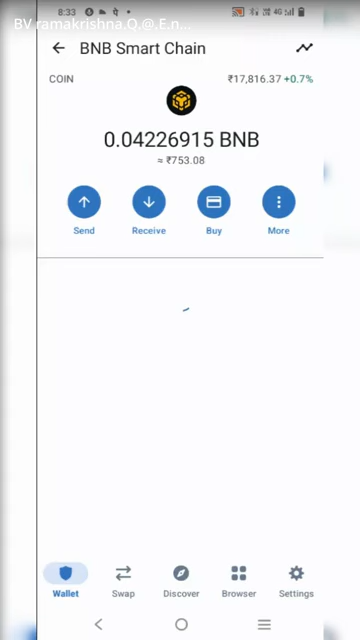 8:33
4G
BV ramakrishna.Q,@.E.n...
BNB Smart Chain
COIN
₹17,816.37 +0.7%
0.04226915 BNB
≈ ₹753.08
Send
Receive
Buy
More
Wallet
Swap
Discover
Browser
Settings